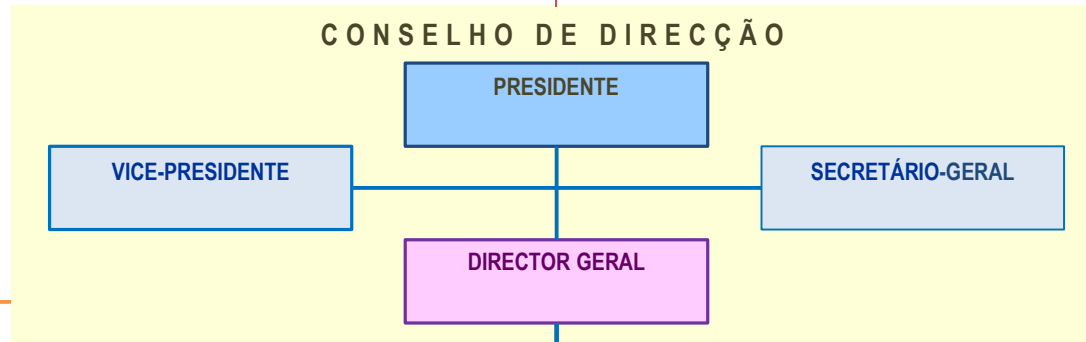 CONSELHO DE DIRECÇÃO
PRESIDENTE
VICE-PRESIDENTE
SECRETÁRIO-GERAL
DIRECTOR GERAL